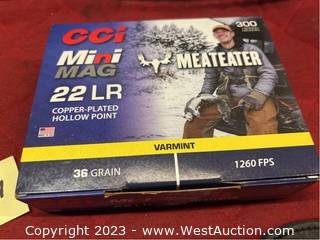 CCi
300
Mini
MAG
MEATEATER
22 LR
COPPER-PLATED
HOLLOW POINT
VARMINT
36 GRAIN
1260 FPS
Copyright 2023 - www.WestAuction.com